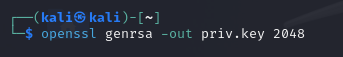 ┌──(kali㉿kali)-[~]
└─$ openssl genrsa -out priv.key 2048